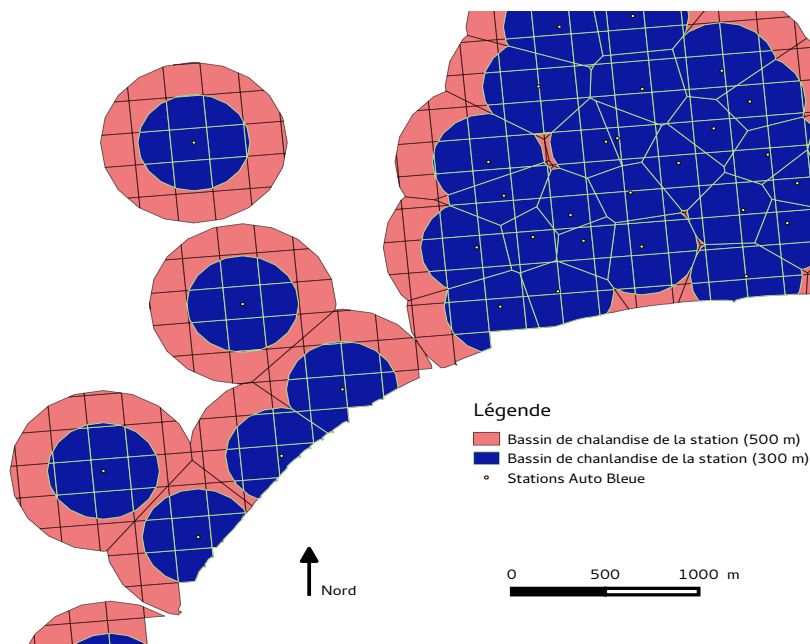 Légende
Bassin de chalandise de la station (500 m)
Bassin de chanlandise de la station (300 m)
Stations Auto Bleue
0 500 1000 m
Nord